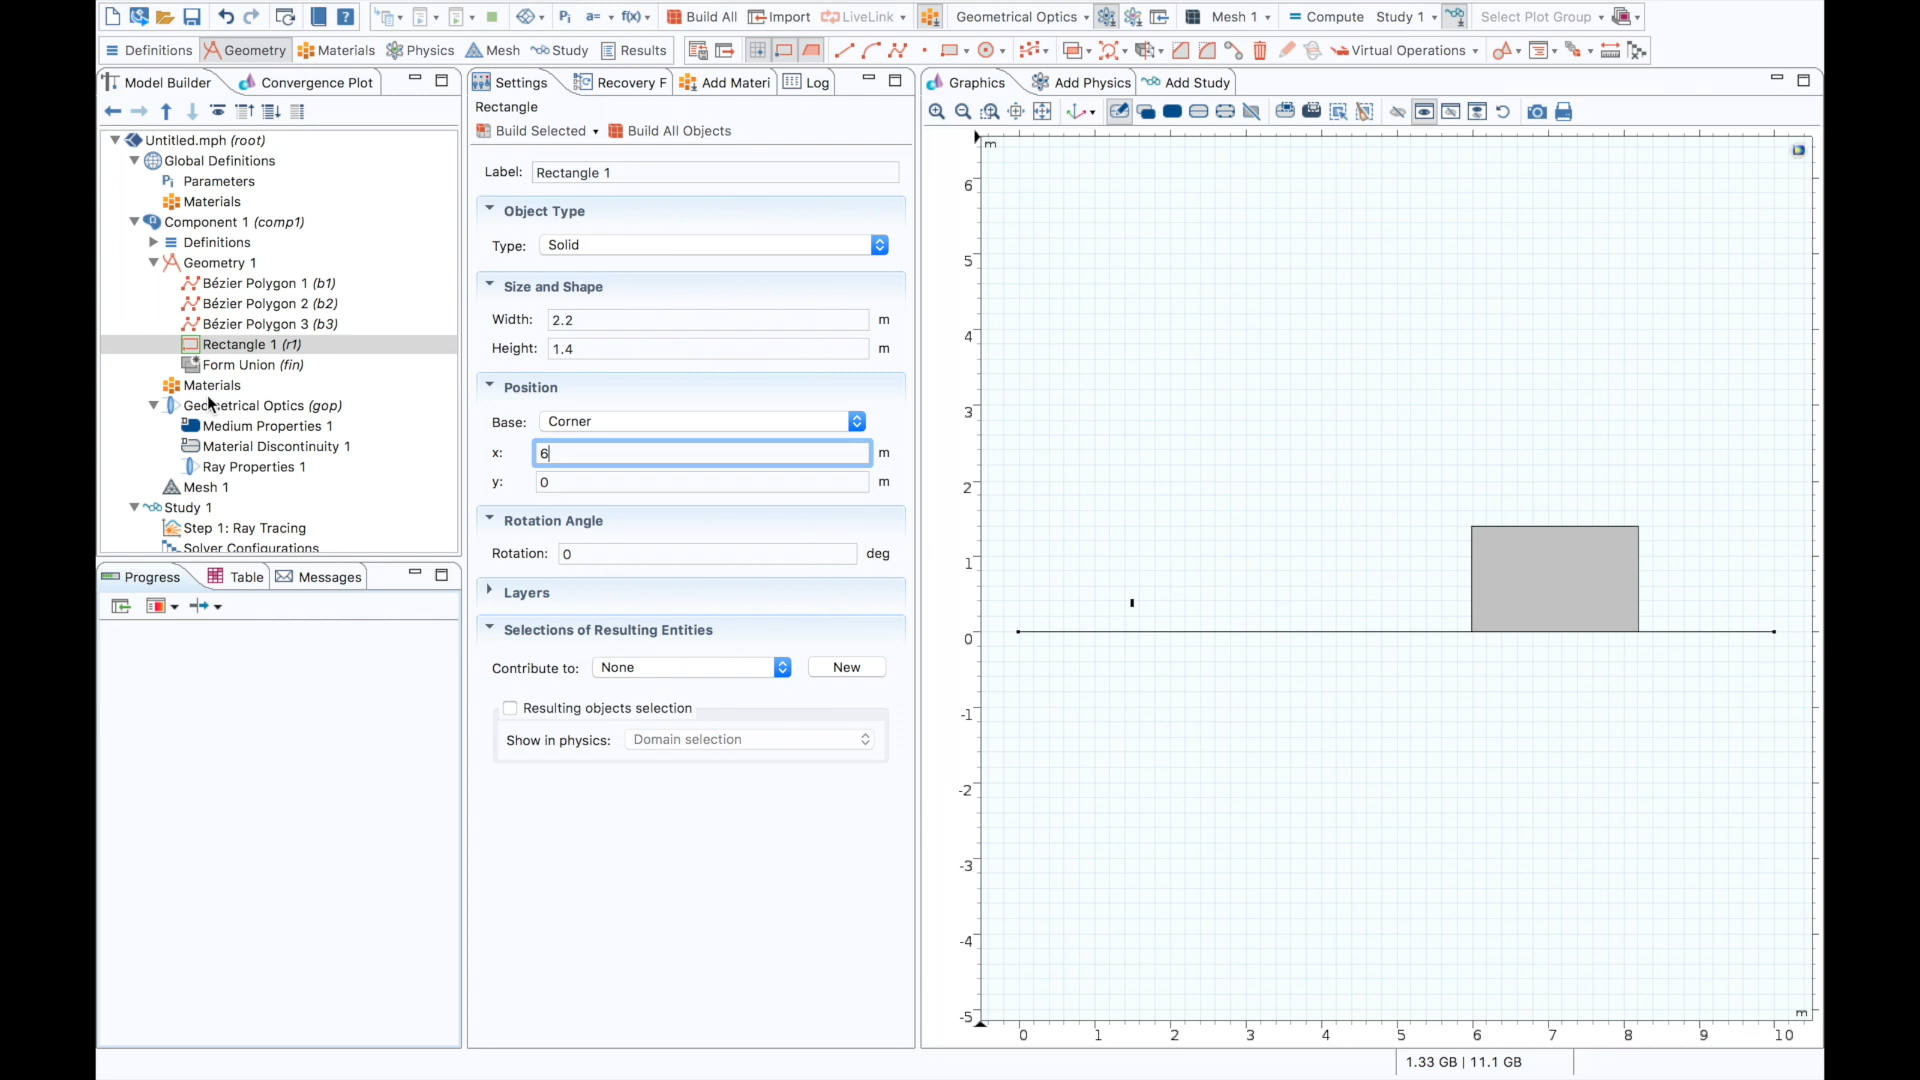 Pi a= f(x) Build All Import LiveLink Geometrical Optics Mesh 1 = Compute Study 1 Select Plot Group
Definitions Geometry Materials Physics Mesh Study Results Virtual Operations
Model Builder Convergence Plot
Untitled.mph (root)
Global Definitions
Pi Parameters
Materials
Component 1 (comp1)
Definitions
Geometry 1
Bézier Polygon 1 (b1)
Bézier Polygon 2 (b2)
Bézier Polygon 3 (b3)
Rectangle 1 (r1)
Form Union (fin)
Materials
Geometrical Optics (gop)
Medium Properties 1
Material Discontinuity 1
Ray Properties 1
Mesh 1
Study 1
Step 1: Ray Tracing
Solver Configurations
Progress Table Messages
Settings Recovery F Add Materi Log
Rectangle
Build Selected Build All Objects
Label: Rectangle 1
Object Type
Type: Solid
Size and Shape
Width: 2.2 m
Height: 1.4 m
Position
Base: Corner
x: 6 m
y: 0 m
Rotation Angle
Rotation: 0 deg
Layers
Selections of Resulting Entities
Contribute to: None New
Resulting objects selection
Show in physics: Domain selection
Graphics Add Physics Add Study
m
6
5
4
3
2
1
0
-1
-2
-3
-4
-5
m
0 1 2 3 4 5 6 7 8 9 10
1.33 GB | 11.1 GB